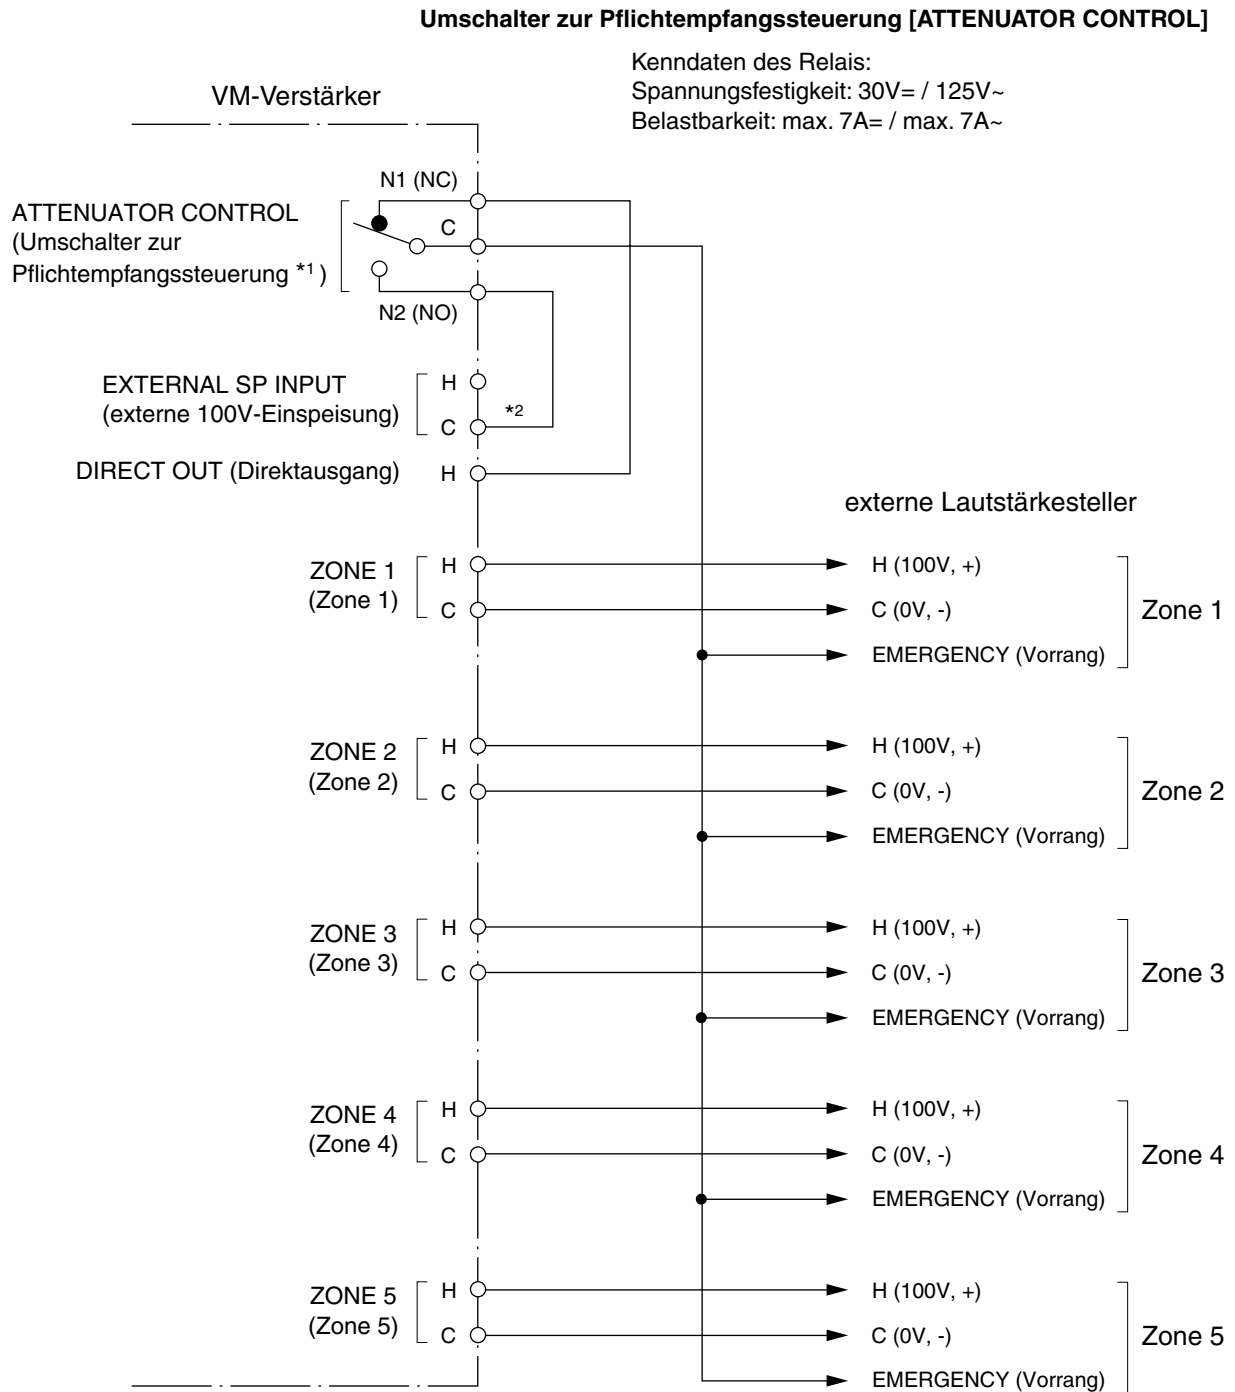 Umschalter zur Pflichtempfangssteuerung [ATTENUATOR CONTROL]
Kenndaten des Relais:
Spannungsfestigkeit: 30V= / 125V~
Belastbarkeit: max. 7A= / max. 7A~
VM-Verstärker
N1 (NC)
ATTENUATOR CONTROL
(Umschalter zur
Pflichtempfangssteuerung *1)
C
N2 (NO)
EXTERNAL SP INPUT
(externe 100V-Einspeisung)
H
C
*2
DIRECT OUT (Direktausgang)
H
externe Lautstärkesteller
ZONE 1
(Zone 1)
H
C
H (100V, +)
C (0V, -)
EMERGENCY (Vorrang)
Zone 1
ZONE 2
(Zone 2)
H
C
H (100V, +)
C (0V, -)
EMERGENCY (Vorrang)
Zone 2
ZONE 3
(Zone 3)
H
C
H (100V, +)
C (0V, -)
EMERGENCY (Vorrang)
Zone 3
ZONE 4
(Zone 4)
H
C
H (100V, +)
C (0V, -)
EMERGENCY (Vorrang)
Zone 4
ZONE 5
(Zone 5)
H
C
H (100V, +)
C (0V, -)
EMERGENCY (Vorrang)
Zone 5